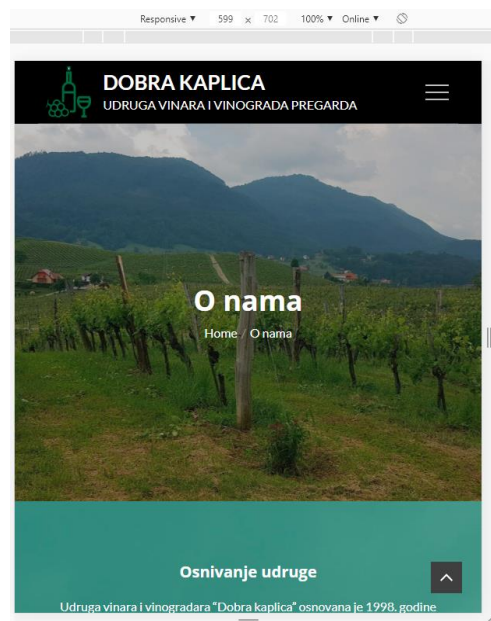 Responsive ▼ 599 x 702 100% ▼ Online ▼
DOBRA KAPLICA
UDRUGA VINARA I VINOGRADA PREGARDA
O nama
Home / O nama
Osnivanje udruge
Udruga vinara i vinogradara “Dobra kaplica” osnovana je 1998. godine